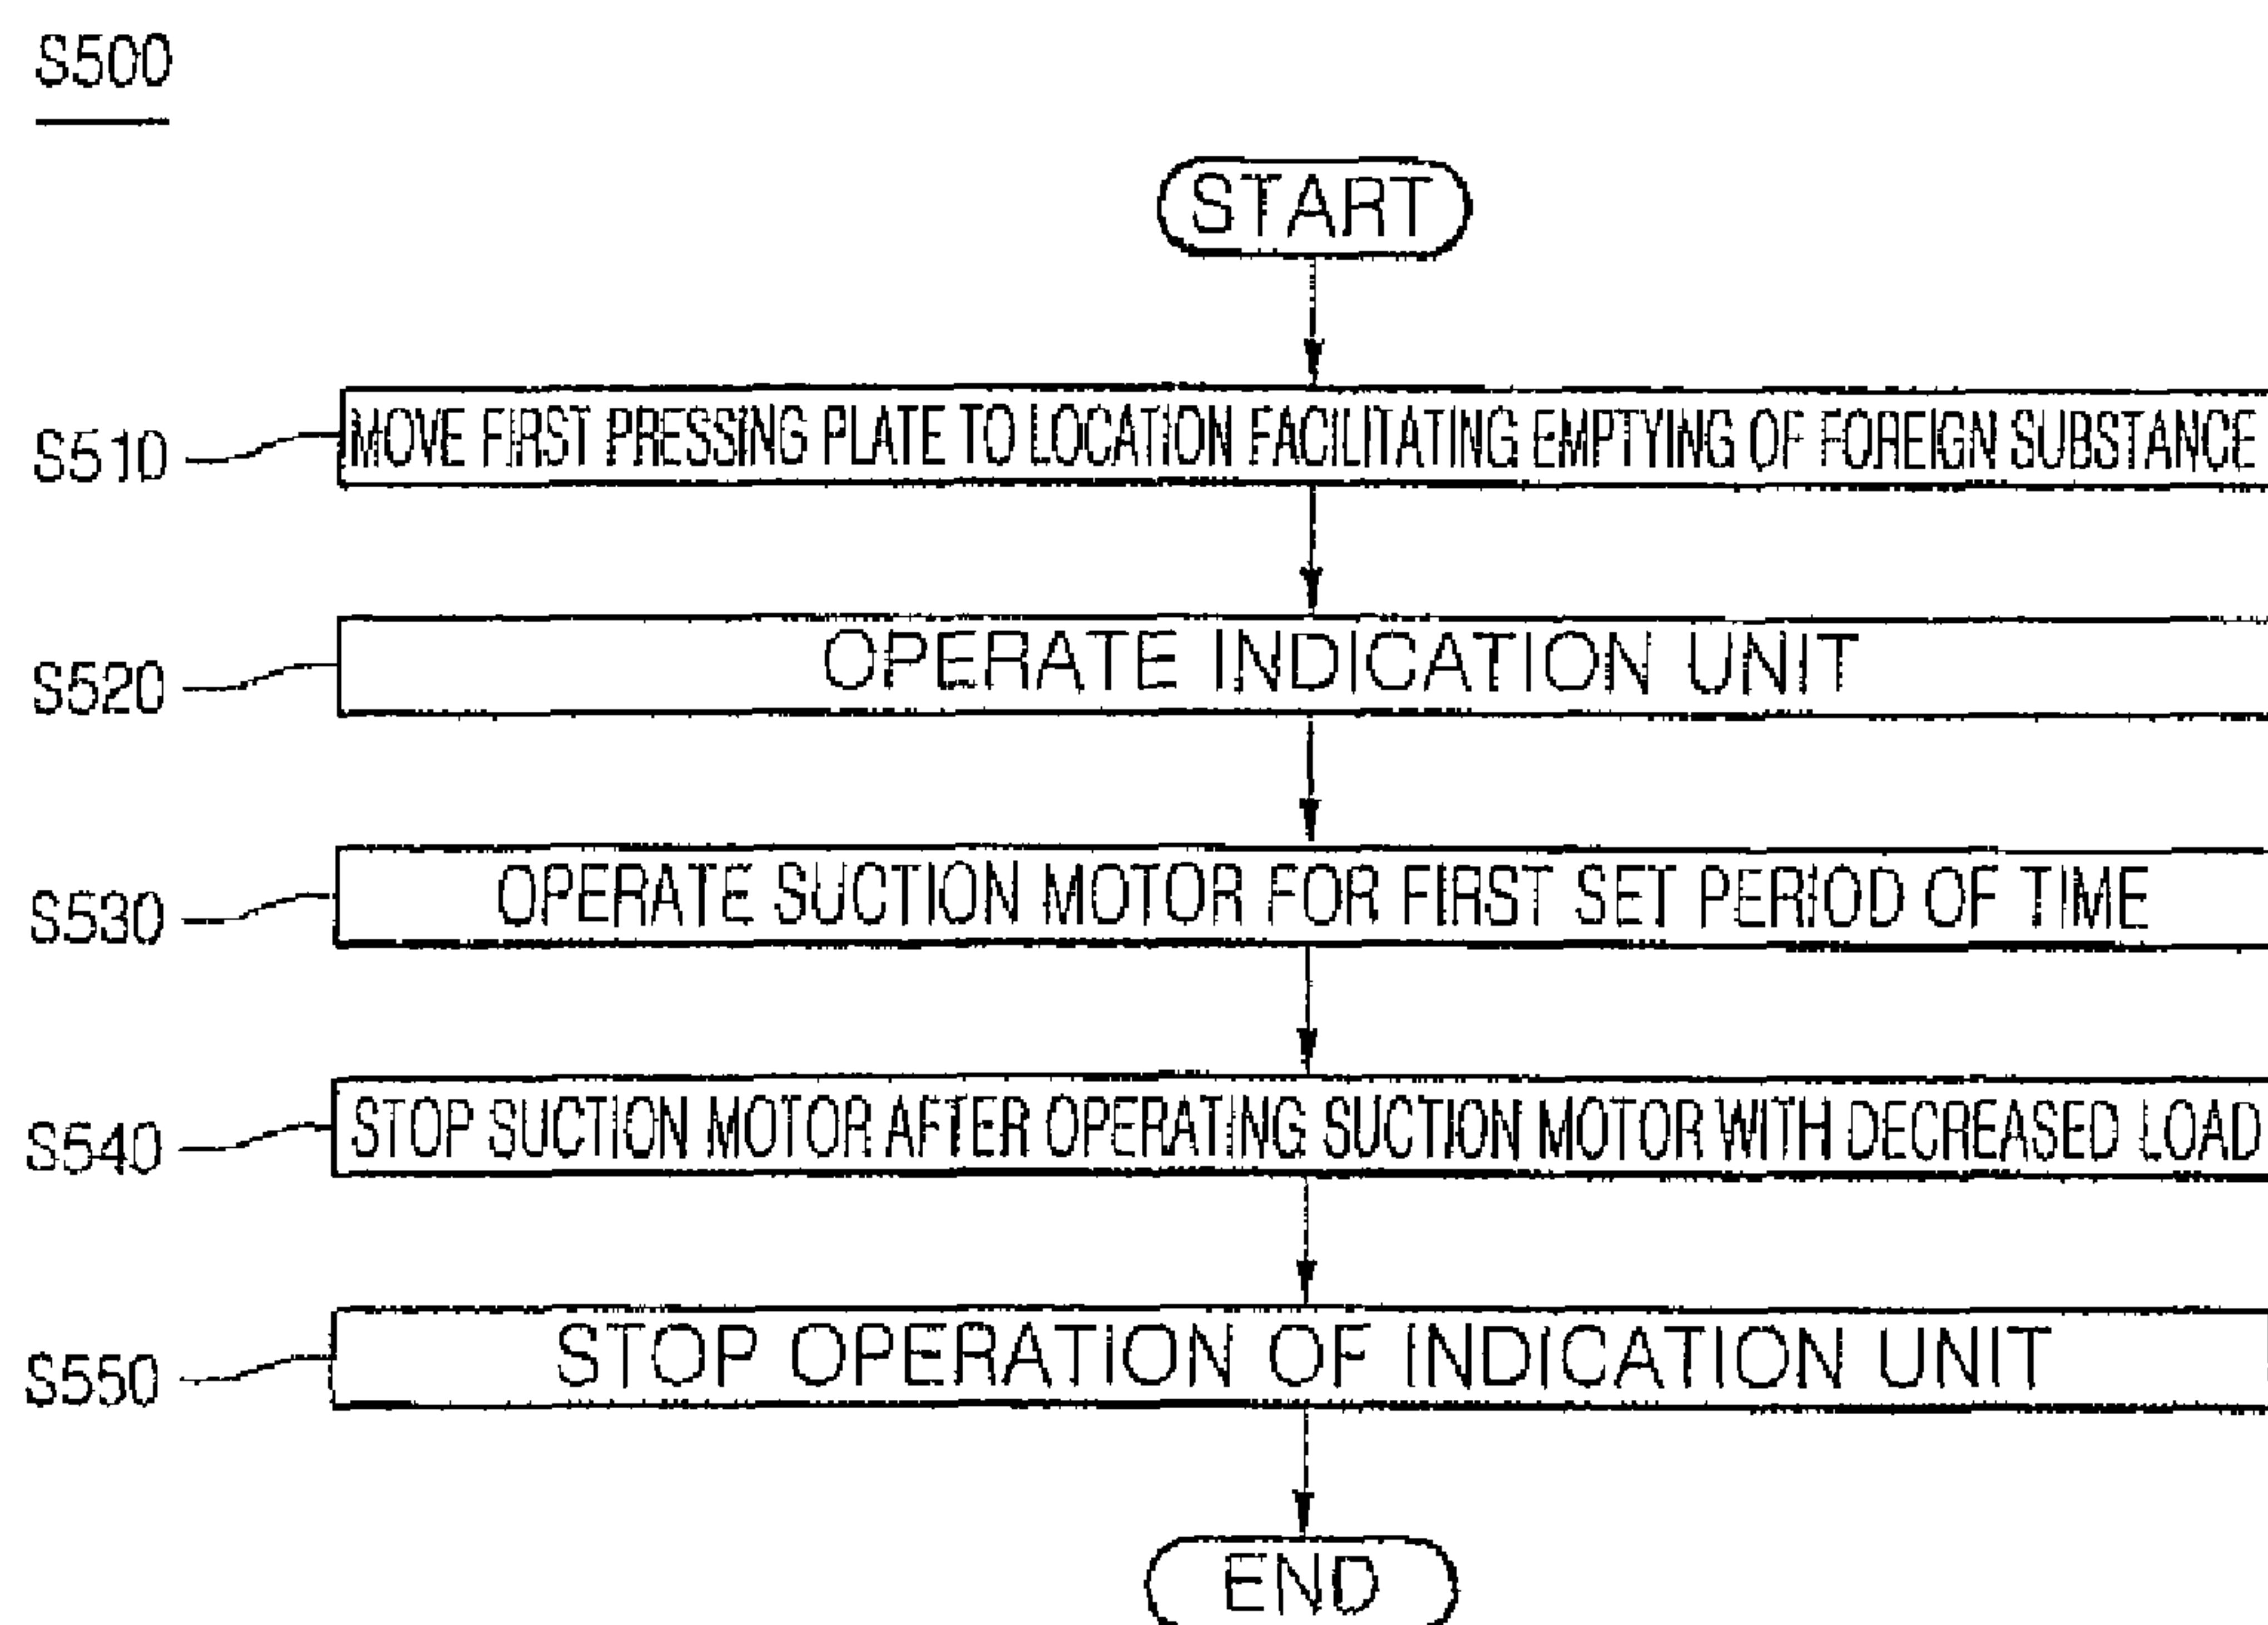 S500
START
S510 MOVE FIRST PRESSING PLATE TO LOCATION FACILITATING EMPTYING OF FOREIGN SUBSTANCE
S520 OPERATE INDICATION UNIT
S530 OPERATE SUCTION MOTOR FOR FIRST SET PERIOD OF TIME
S540 STOP SUCTION MOTOR AFTER OPERATING SUCTION MOTOR WITH DECREASED LOAD
S550 STOP OPERATION OF INDICATION UNIT
END